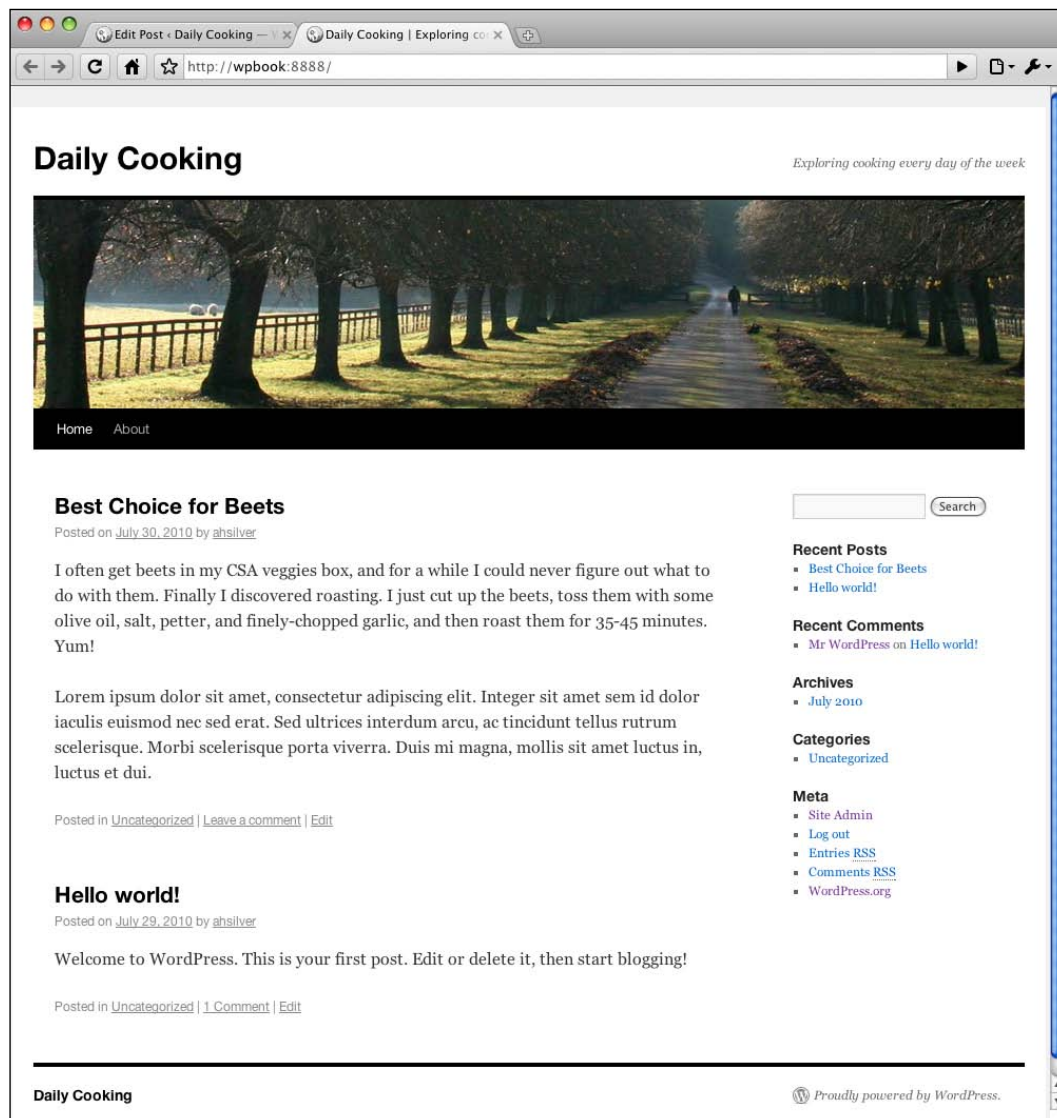 Edit Post ‹ Daily Cooking — W
Daily Cooking | Exploring co
http://wpbook:8888/
Daily Cooking
Exploring cooking every day of the week
Home About
Best Choice for Beets
Posted on July 30, 2010 by ahsilver
I often get beets in my CSA veggies box, and for a while I could never figure out what to
do with them. Finally I discovered roasting. I just cut up the beets, toss them with some
olive oil, salt, petter, and finely-chopped garlic, and then roast them for 35-45 minutes.
Yum!
Lorem ipsum dolor sit amet, consectetur adipiscing elit. Integer sit amet sem id dolor
iaculis euismod nec sed erat. Sed ultrices interdum arcu, ac tincidunt tellus rutrum
scelerisque. Morbi scelerisque porta viverra. Duis mi magna, mollis sit amet luctus in,
luctus et dui.
Posted in Uncategorized | Leave a comment | Edit
Hello world!
Posted on July 29, 2010 by ahsilver
Welcome to WordPress. This is your first post. Edit or delete it, then start blogging!
Posted in Uncategorized | 1 Comment | Edit
Search
Recent Posts
Best Choice for Beets
Hello world!
Recent Comments
Mr WordPress on Hello world!
Archives
July 2010
Categories
Uncategorized
Meta
Site Admin
Log out
Entries RSS
Comments RSS
WordPress.org
Daily Cooking
Proudly powered by WordPress.